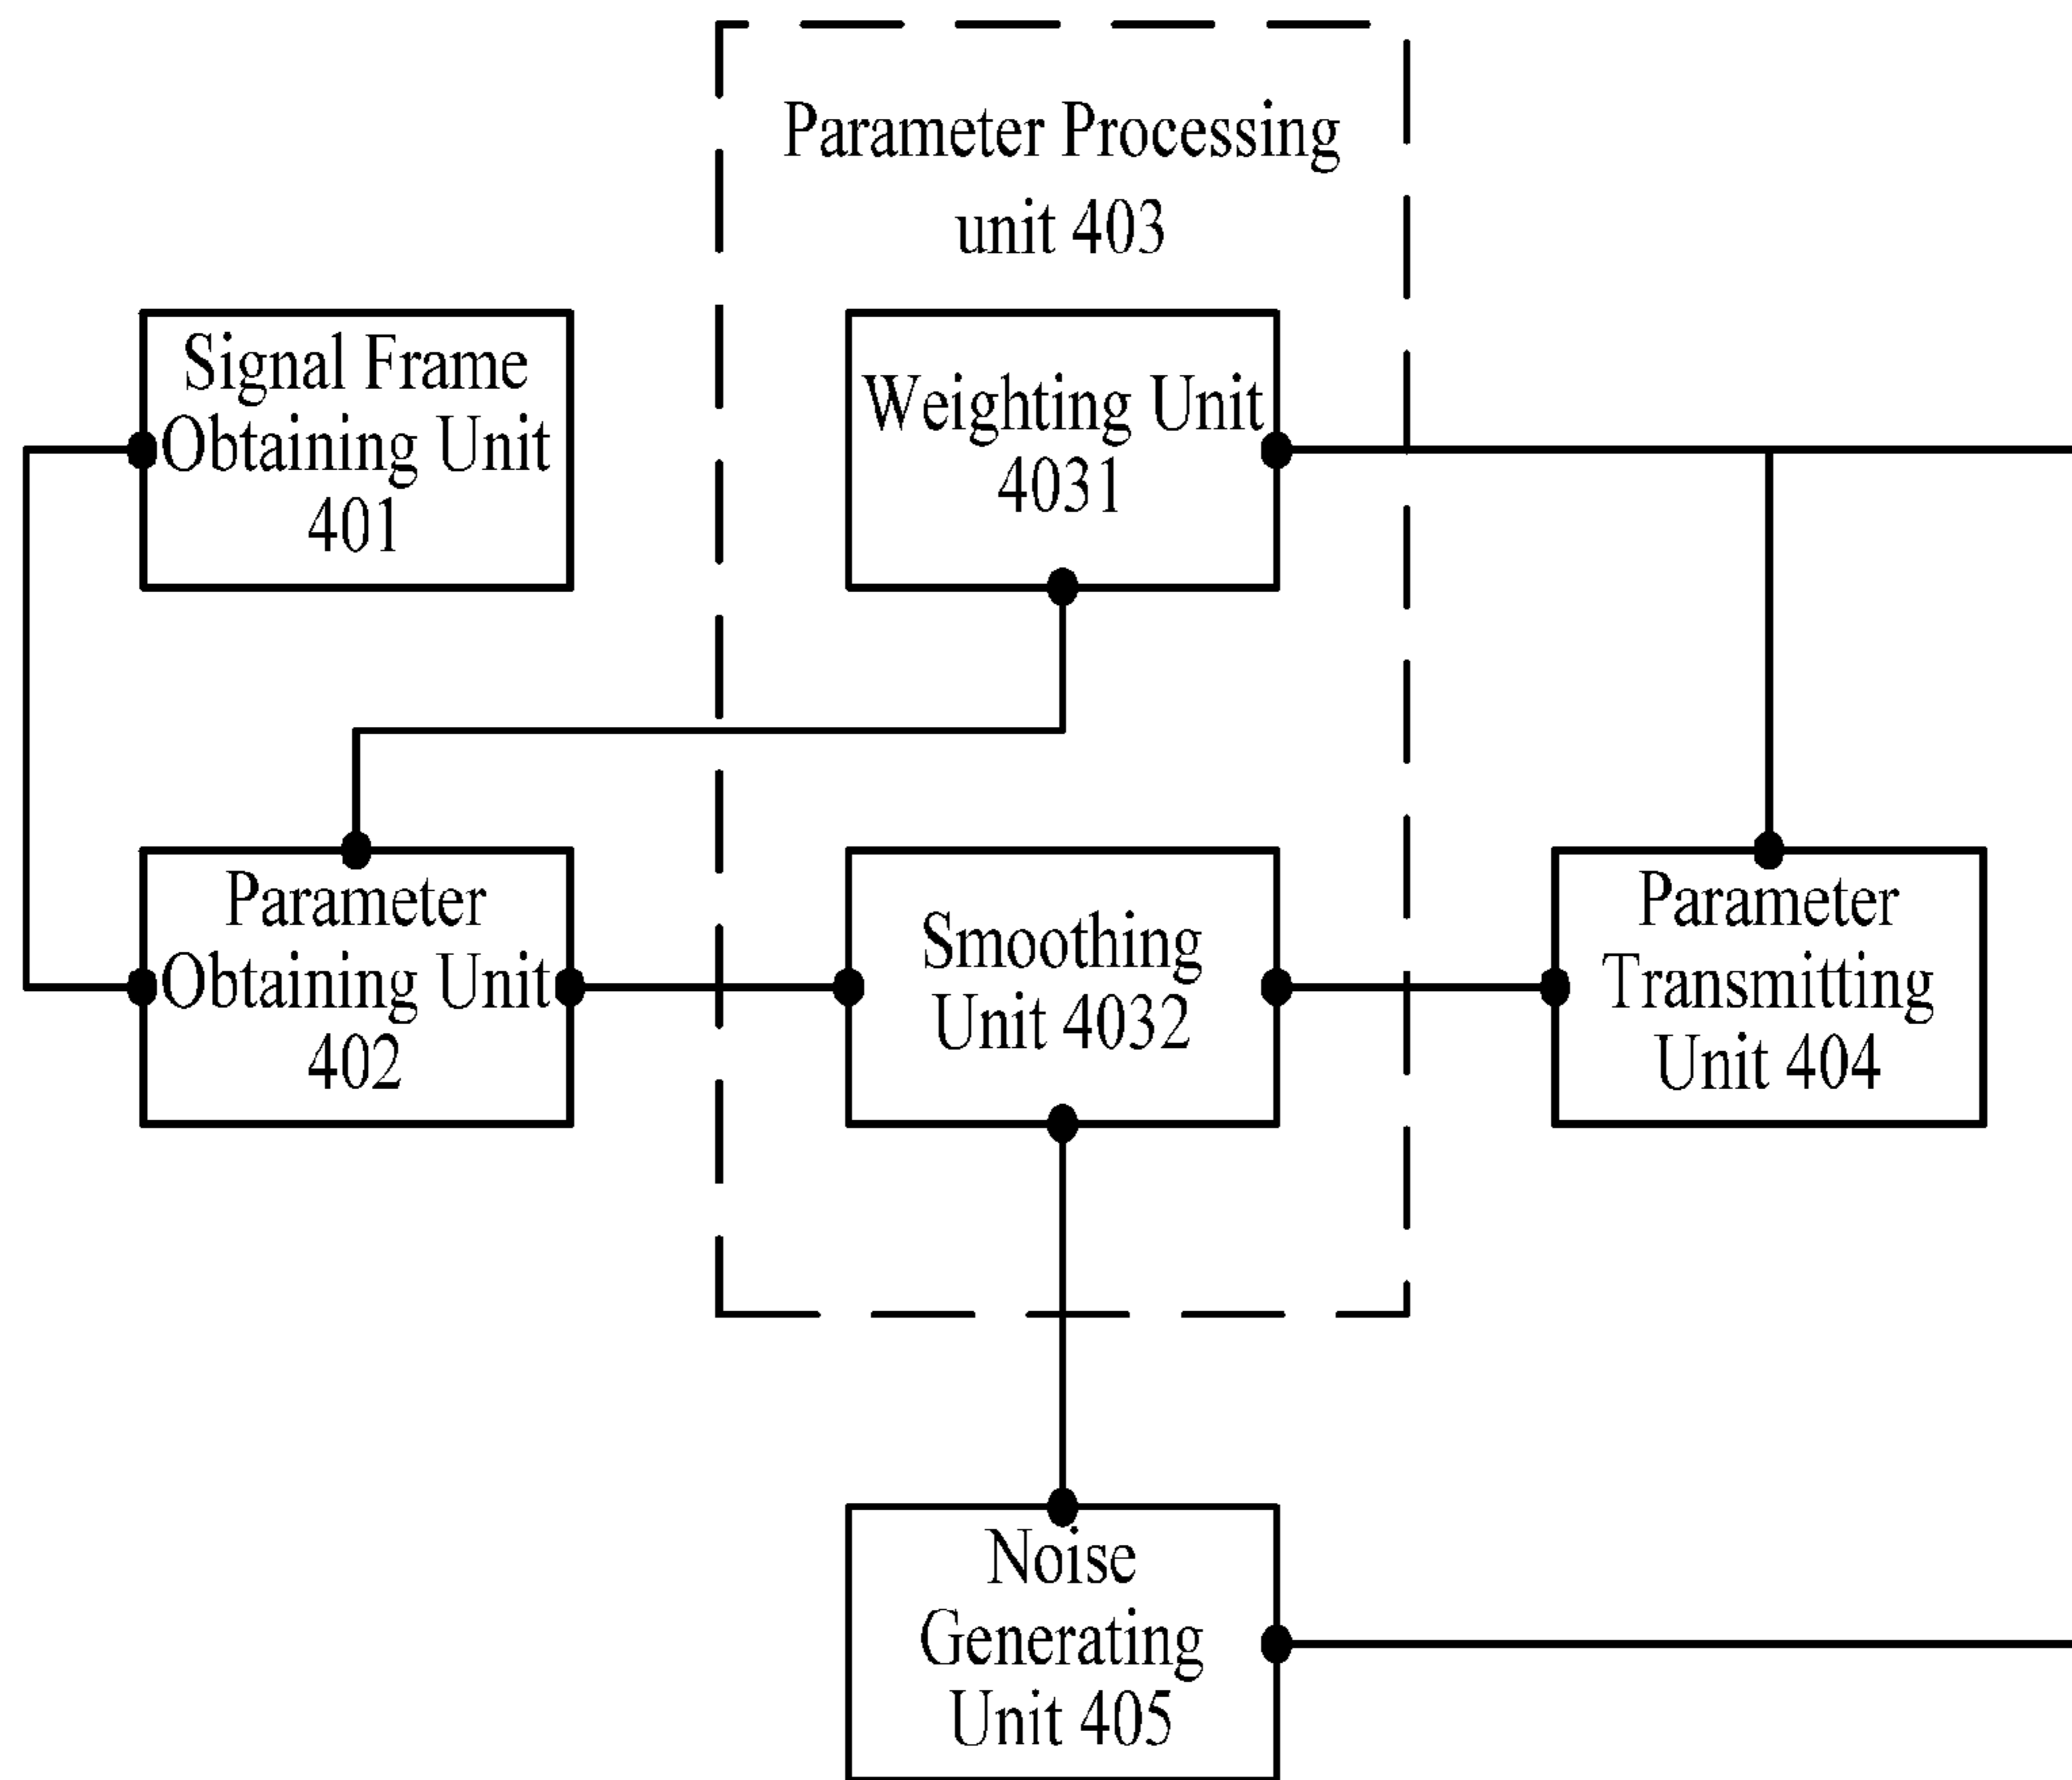 Parameter Processing
unit 403
Signal Frame
Obtaining Unit
401
Weighting Unit
4031
Parameter
Obtaining Unit
402
Smoothing
Unit 4032
Parameter
Transmitting
Unit 404
Noise
Generating
Unit 405